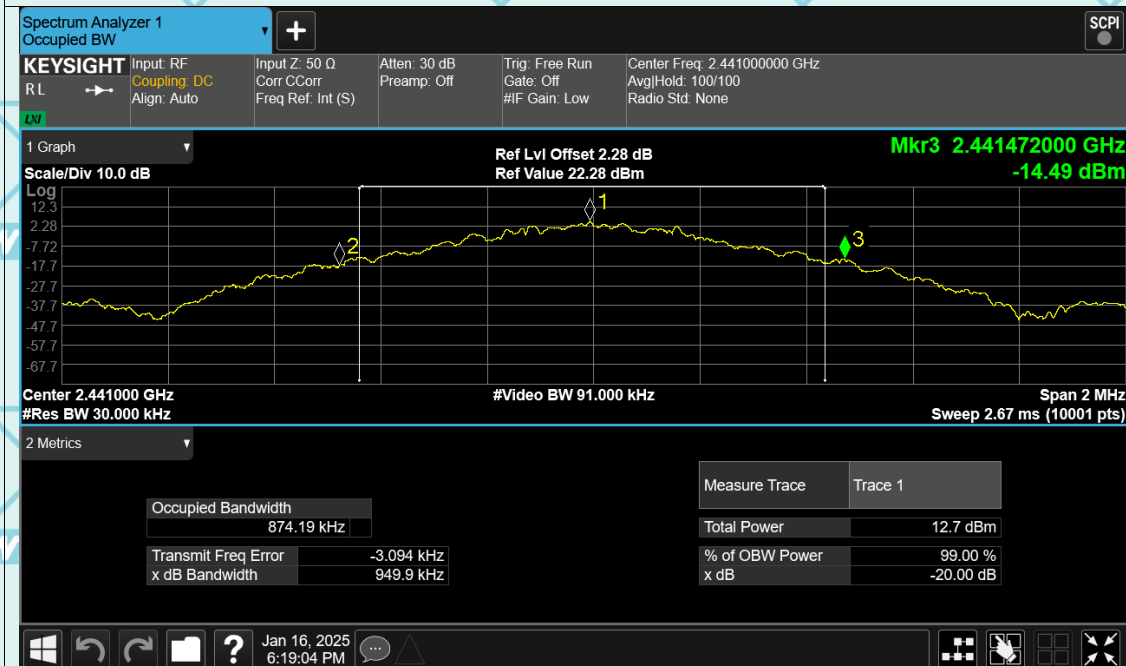 Spectrum Analyzer 1
Occupied BW
+
SCPI
KEYSIGHT
RL
LXI
Input: RF
Coupling: DC
Align: Auto
Input Z: 50 Ω
Corr CCorr
Freq Ref: Int (S)
Atten: 30 dB
Preamp: Off
Trig: Free Run
Gate: Off
#IF Gain: Low
Center Freq: 2.441000000 GHz
Avg|Hold: 100/100
Radio Std: None
1 Graph
Scale/Div 10.0 dB
Ref Lvl Offset 2.28 dB
Ref Value 22.28 dBm
Mkr3 2.441472000 GHz
-14.49 dBm
Log
12.3
2.28
-7.72
-17.7
-27.7
-37.7
-47.7
-57.7
-67.7
1
2
3
Center 2.441000 GHz
#Video BW 91.000 kHz
Span 2 MHz
#Res BW 30.000 kHz
Sweep 2.67 ms (10001 pts)
2 Metrics
Occupied Bandwidth
874.19 kHz
Transmit Freq Error -3.094 kHz
x dB Bandwidth 949.9 kHz
Measure Trace Trace 1
Total Power 12.7 dBm
% of OBW Power 99.00 %
x dB -20.00 dB
?
Jan 16, 2025
6:19:04 PM